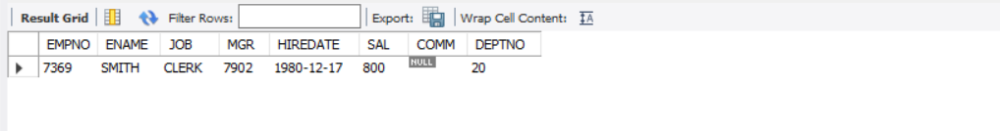 Result Grid Filter Rows: Export: Wrap Cell Content: IA
EMPNO ENAME JOB MGR HIREDATE SAL COMM DEPTNO
7369 SMITH CLERK 7902 1980-12-17 800 NULL 20